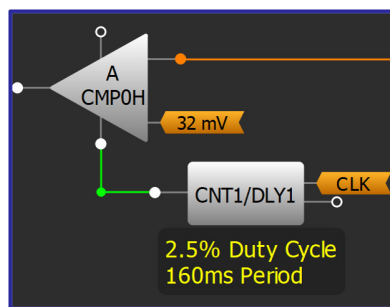 A
CMP0H
32 mV
CNT1/DLY1
CLK
2.5% Duty Cycle
160ms Period